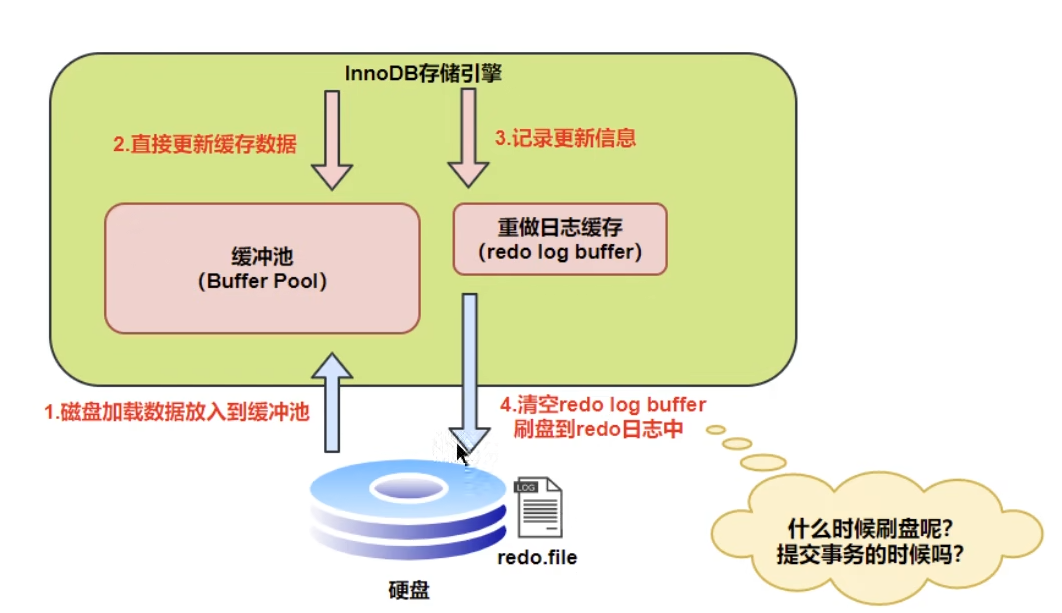 InnoDB存储引擎
2.直接更新缓存数据
3.记录更新信息
缓冲池
（Buffer Pool）
重做日志缓存
（redo log buffer）
1.磁盘加载数据放入到缓冲池
4.清空redo log buffer
刷盘到redo日志中
LOG
redo.file
硬盘
什么时候刷盘呢？
提交事务的时候吗？